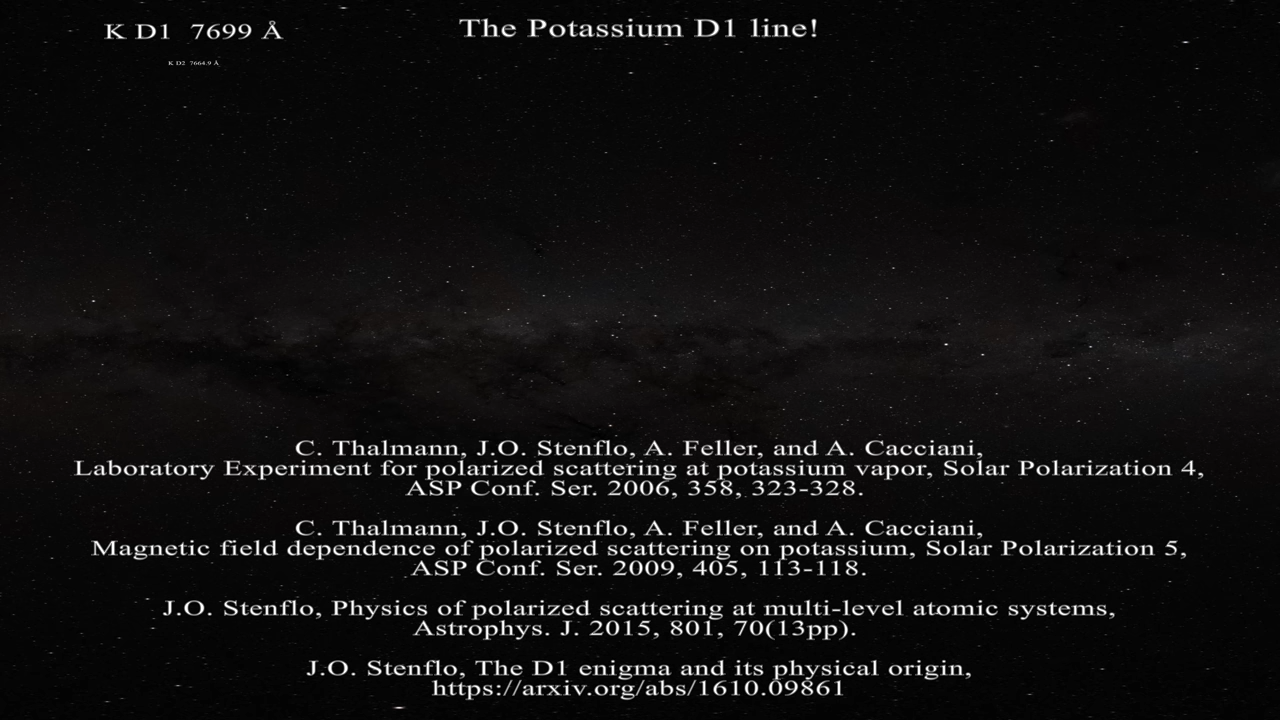 K D1 7699 Å
The Potassium D1 line!
K D2 7664.9 Å
C. Thalmann, J.O. Stenflo, A. Feller, and A. Cacciani,
Laboratory Experiment for polarized scattering at potassium vapor, Solar Polarization 4,
ASP Conf. Ser. 2006, 358, 323-328.
C. Thalmann, J.O. Stenflo, A. Feller, and A. Cacciani,
Magnetic field dependence of polarized scattering on potassium, Solar Polarization 5,
ASP Conf. Ser. 2009, 405, 113-118.
J.O. Stenflo, Physics of polarized scattering at multi-level atomic systems,
Astrophys. J. 2015, 801, 70(13pp).
J.O. Stenflo, The D1 enigma and its physical origin,
https://arxiv.org/abs/1610.09861